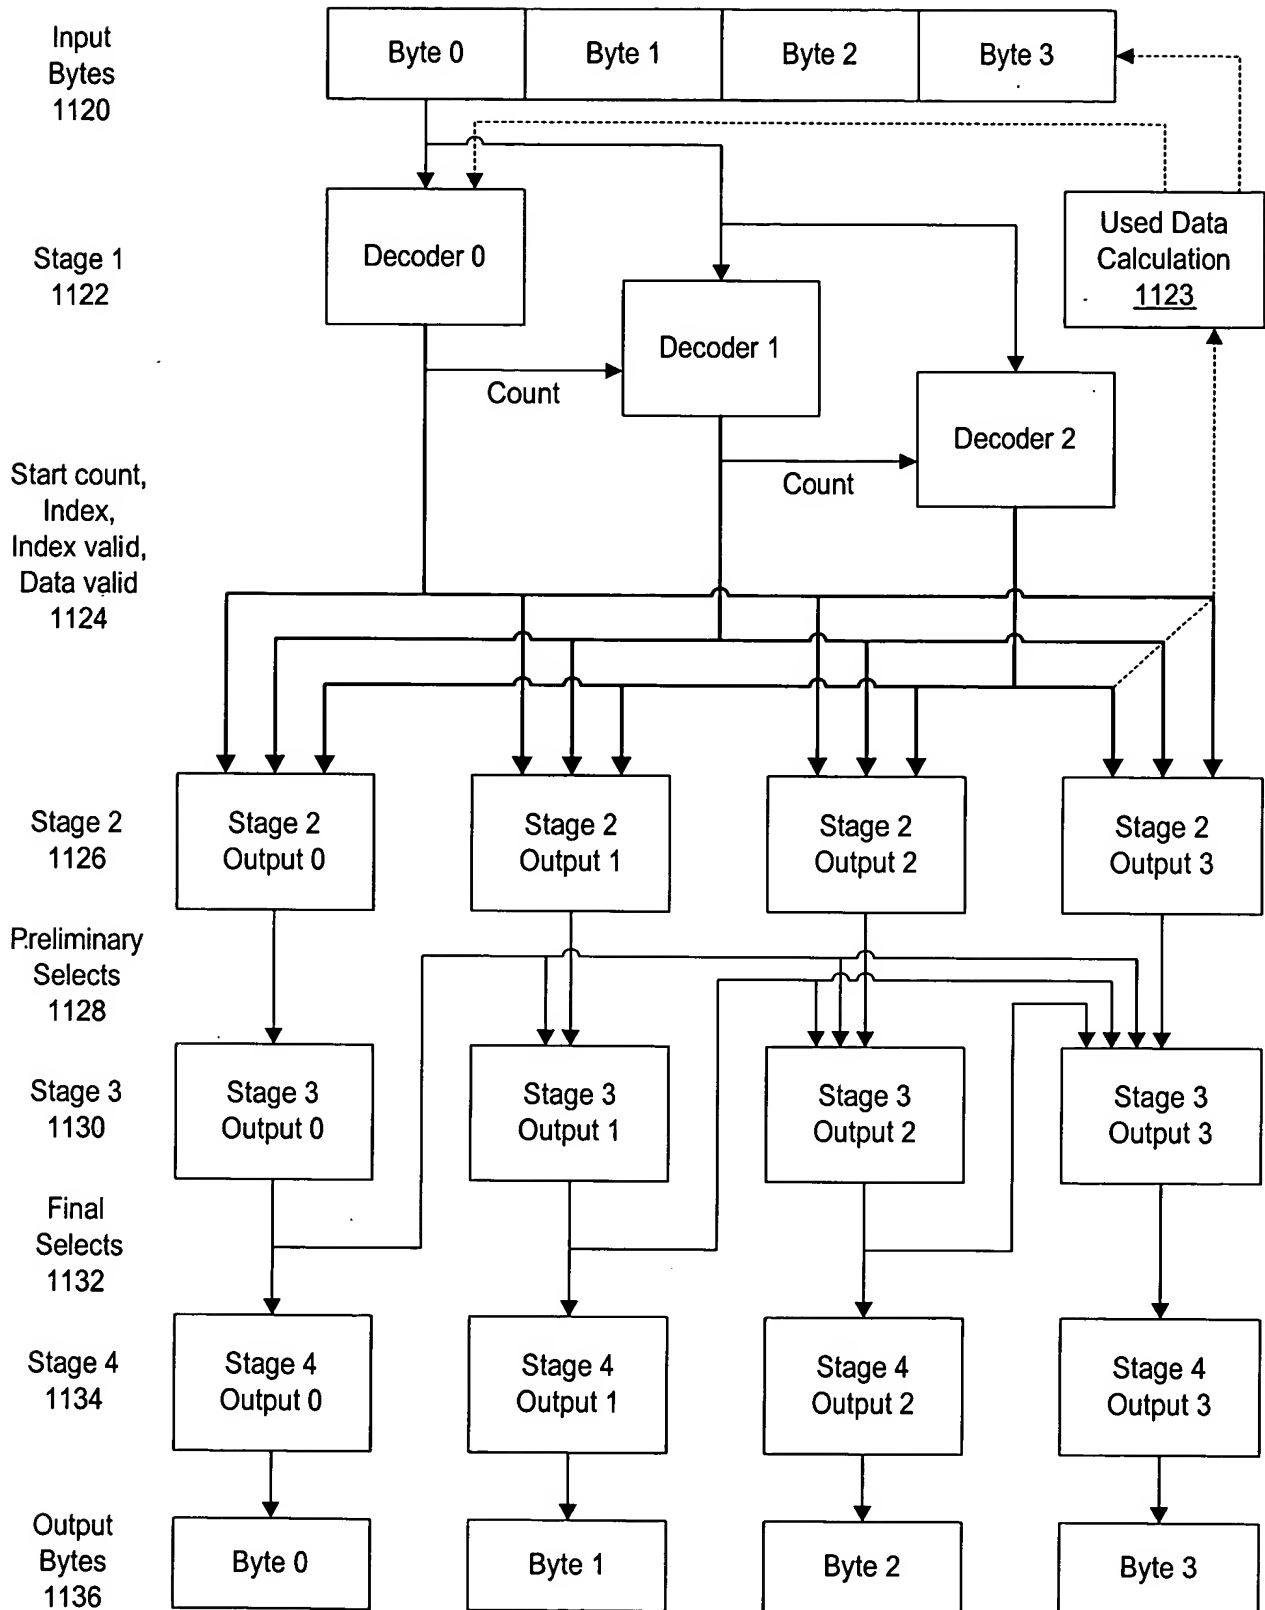 Input
Bytes
1120
Byte 0
Byte 1
Byte 2
Byte 3
Stage 1
1122
Decoder 0
Used Data
Calculation
1123
Decoder 1
Count
Decoder 2
Count
Start count,
Index,
Index valid,
Data valid
1124
Stage 2
1126
Stage 2
Output 0
Stage 2
Output 1
Stage 2
Output 2
Stage 2
Output 3
Preliminary
Selects
1128
Stage 3
1130
Stage 3
Output 0
Stage 3
Output 1
Stage 3
Output 2
Stage 3
Output 3
Final
Selects
1132
Stage 4
1134
Stage 4
Output 0
Stage 4
Output 1
Stage 4
Output 2
Stage 4
Output 3
Output
Bytes
1136
Byte 0
Byte 1
Byte 2
Byte 3